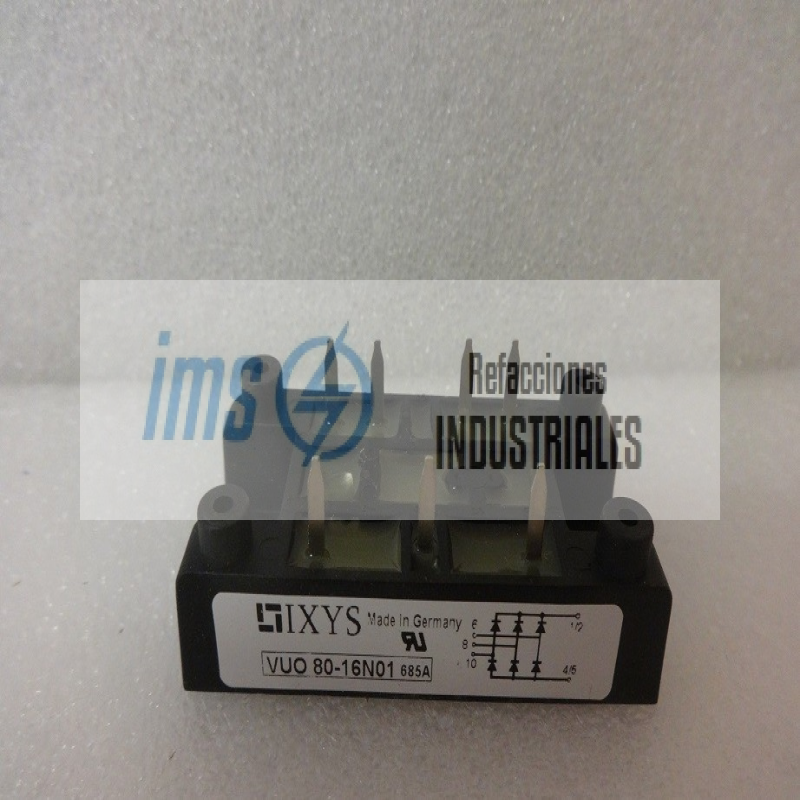 ims
Refacciones
INDUSTRIALES
IXYS Made in Germany
VUO 80-16N01 685A
6
8
10
1/2
4/5